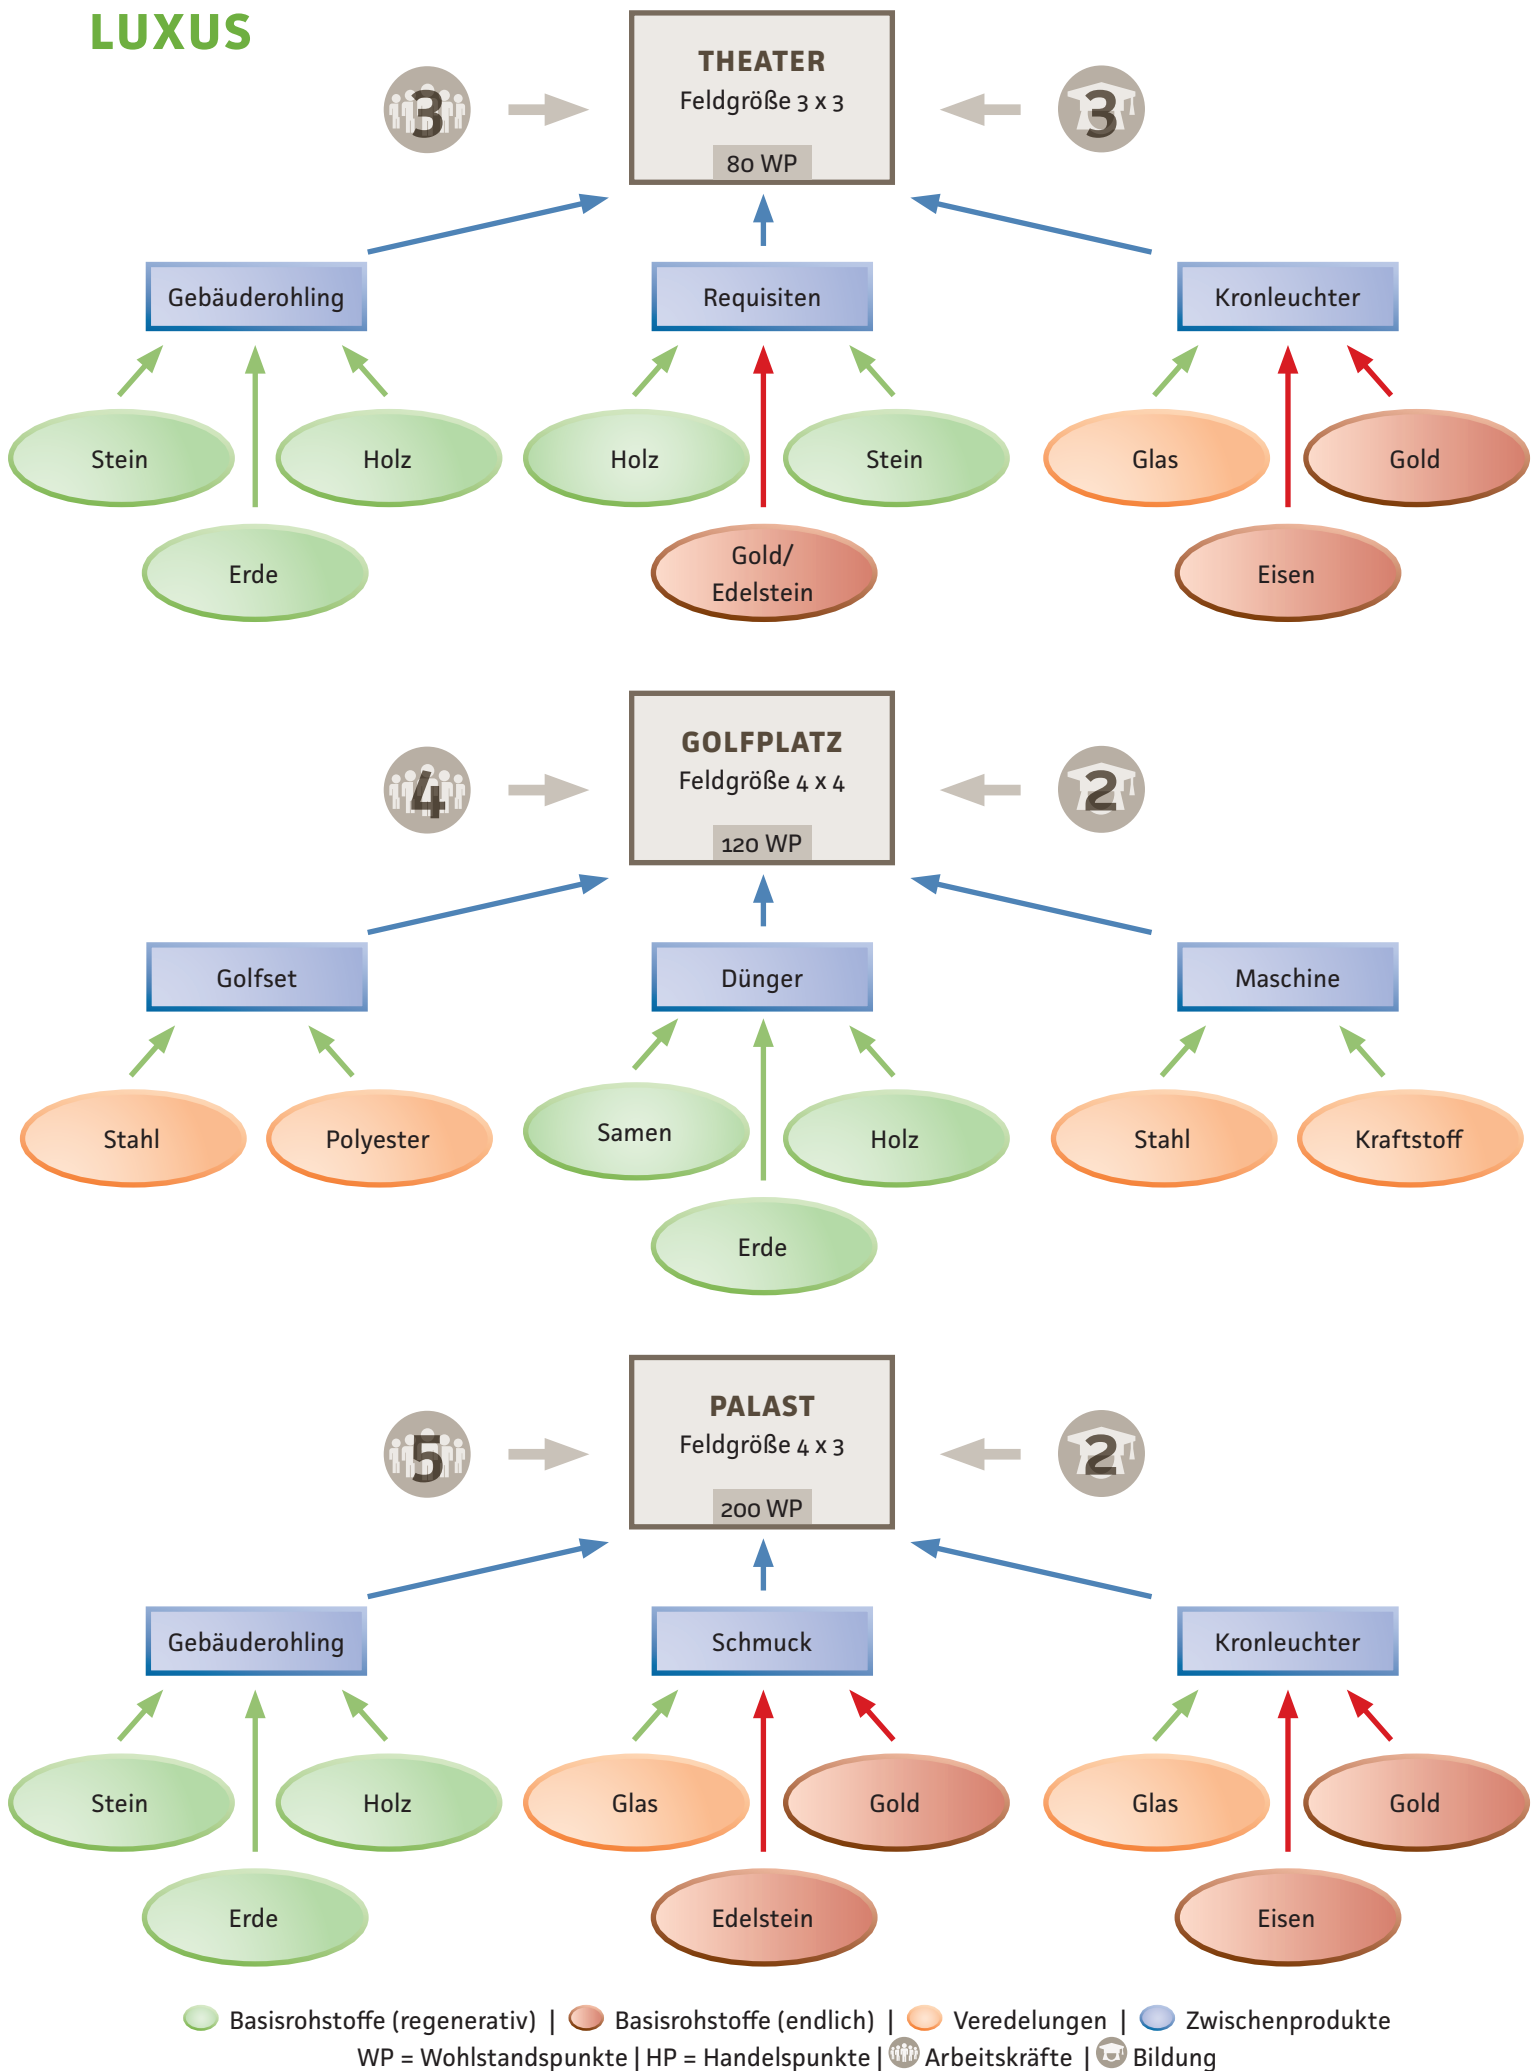 LUXUS
THEATER
Feldgröße 3 x 3
80 WP
3
3
Gebäuderohling
Requisiten
Kronleuchter
Stein
Holz
Holz
Stein
Glas
Gold
Erde
Gold/
Edelstein
Eisen
GOLFPLATZ
Feldgröße 4 x 4
120 WP
4
2
Golfset
Dünger
Maschine
Stahl
Polyester
Samen
Holz
Stahl
Kraftstoff
Erde
PALAST
Feldgröße 4 x 3
200 WP
5
2
Gebäuderohling
Schmuck
Kronleuchter
Stein
Holz
Glas
Gold
Glas
Gold
Erde
Edelstein
Eisen
Basisrohstoffe (regenerativ) | Basisrohstoffe (endlich) | Veredelungen | Zwischenprodukte
WP = Wohlstandspunkte | HP = Handelspunkte | Arbeitskräfte | Bildung